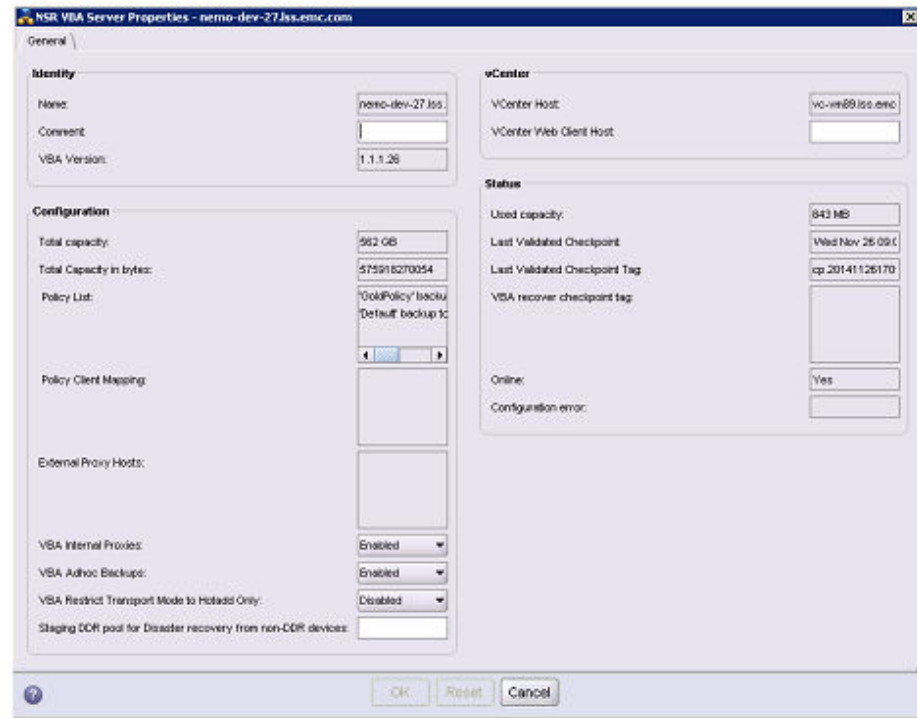 NSR VBA Server Properties - nemo-dev-27.lss.emc.com
General
Identity
Name: nemo-dev-27.lss.
Comment:
VBA Version: 1.1.1.26
Configuration
Total capacity: 562 GB
Total Capacity in bytes: 575918270054
Policy List: 'GoldPolicy' backu
'Default' backup to
Policy Client Mapping:
External Proxy Hosts:
VBA Internal Proxies: Enabled
VBA Adhoc Backups: Enabled
VBA Restrict Transport Mode to Hotadd Only: Disabled
Staging DDR pool for Disaster recovery from non-DDR devices:
vCenter
VCenter Host: vc-vm89.lss.emc
VCenter Web Client Host:
Status
Used capacity: 843 MB
Last Validated Checkpoint: Wed Nov 26 09:0
Last Validated Checkpoint Tag: cp.20141126170
VBA recover checkpoint tag:
Online: Yes
Configuration error:
?
OK
Reset
Cancel